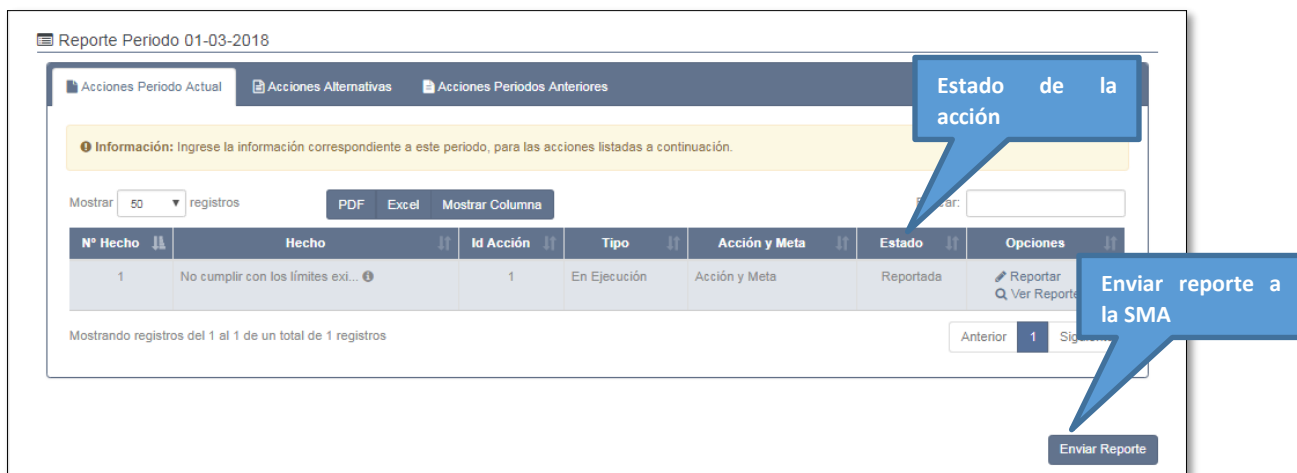 Reporte Periodo 01-03-2018
Acciones Periodo Actual Acciones Alternativas Acciones Periodos Anteriores
Estado de la
acción
Información: Ingrese la información correspondiente a este periodo, para las acciones listadas a continuación.
Mostrar 50 registros PDF Excel Mostrar Columna
Nº Hecho Hecho Id Acción Tipo Acción y Meta Estado Opciones
1 No cumplir con los límites exi... 1 En Ejecución Acción y Meta Reportada Reportar
Ver Reporte
Enviar reporte a
la SMA
Mostrando registros del 1 al 1 de un total de 1 registros Anterior 1
Enviar Reporte